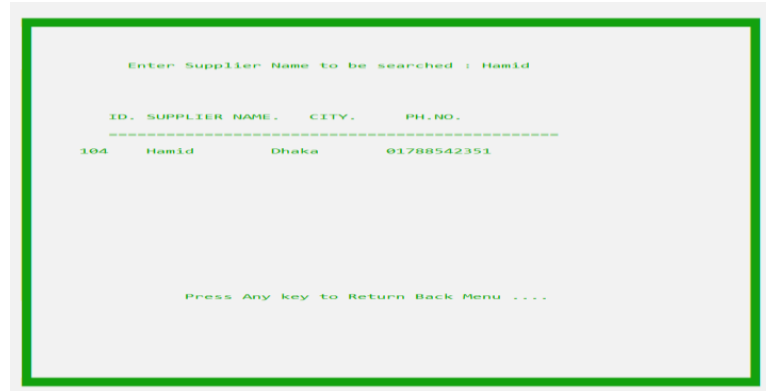 Enter Supplier Name to be searched : Hamid
ID. SUPPLIER NAME. CITY. PH.NO.
===============================================
104 Hamid Dhaka 01788542351
Press Any key to Return Back Menu ....